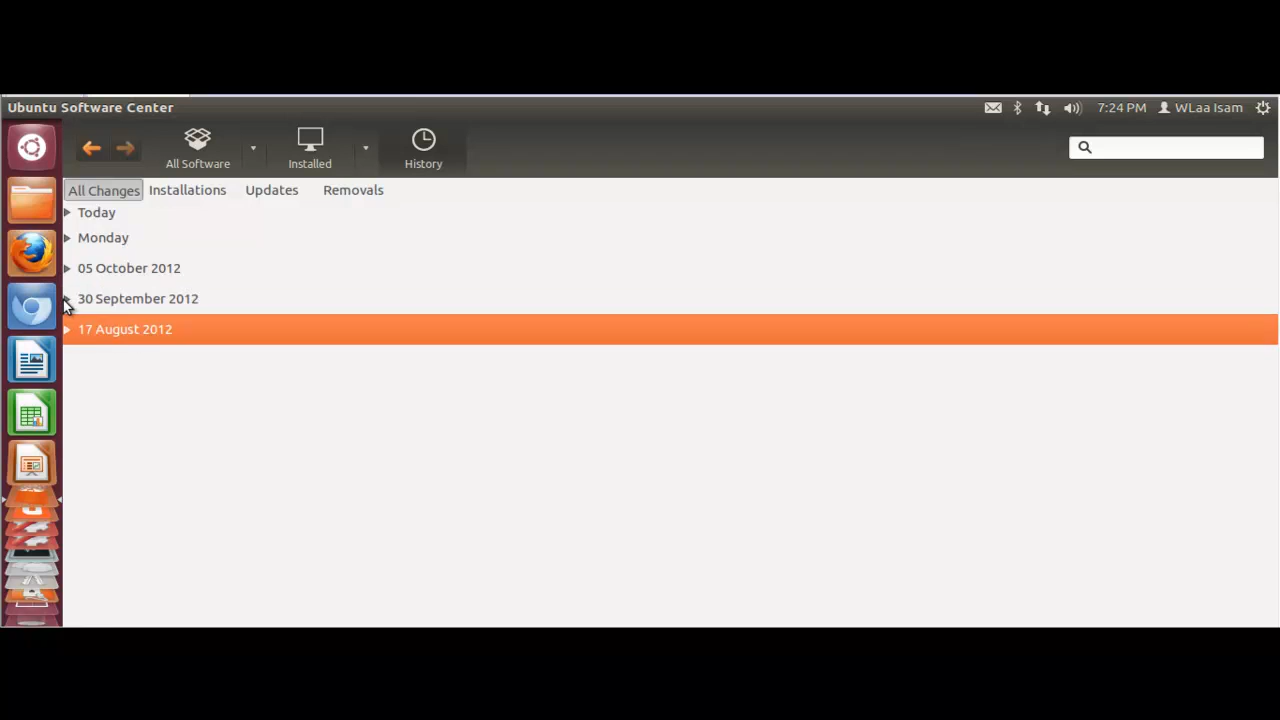 Ubuntu Software Center
7:24 PM WLaa Isam
All Software Installed History
All Changes Installations Updates Removals
Today
Monday
05 October 2012
30 September 2012
17 August 2012